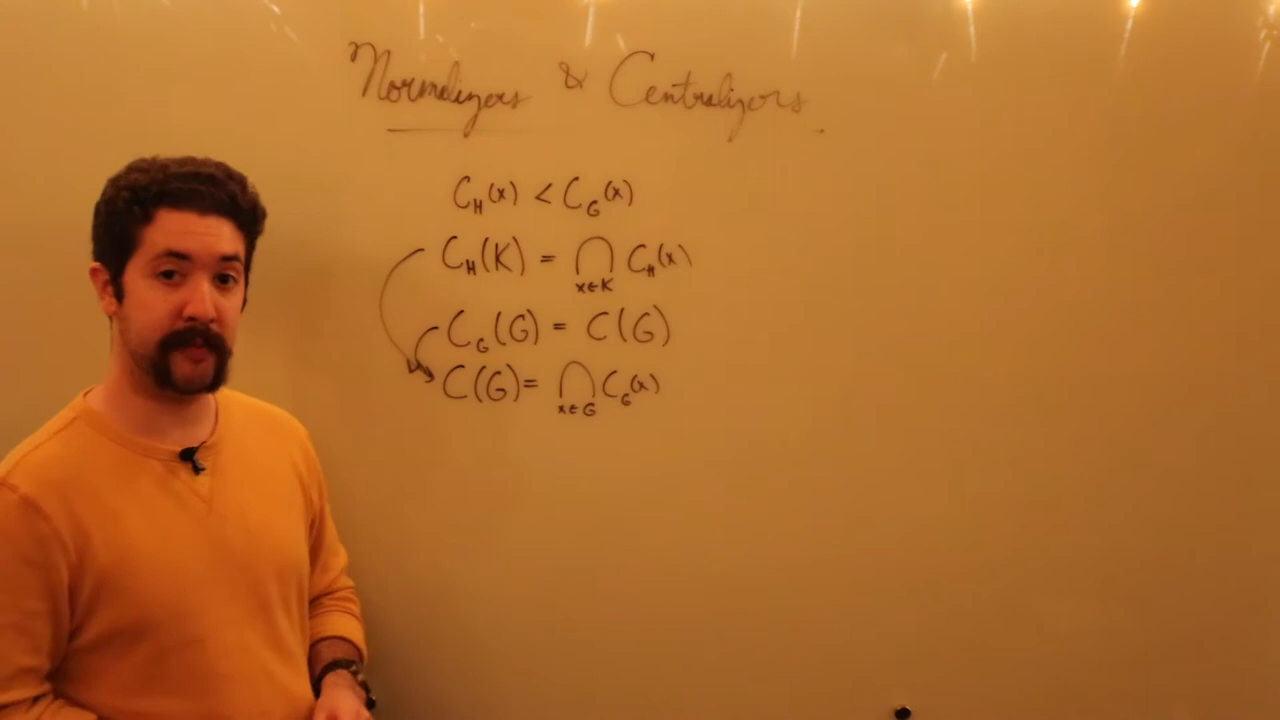 Normalizers & Centralizers.
C_H(x) < C_G(x)
C_H(K) = ⋂_{x∈K} C_H(x)
C_G(G) = C(G)
C(G) = ⋂_{x∈G} C_G(x)